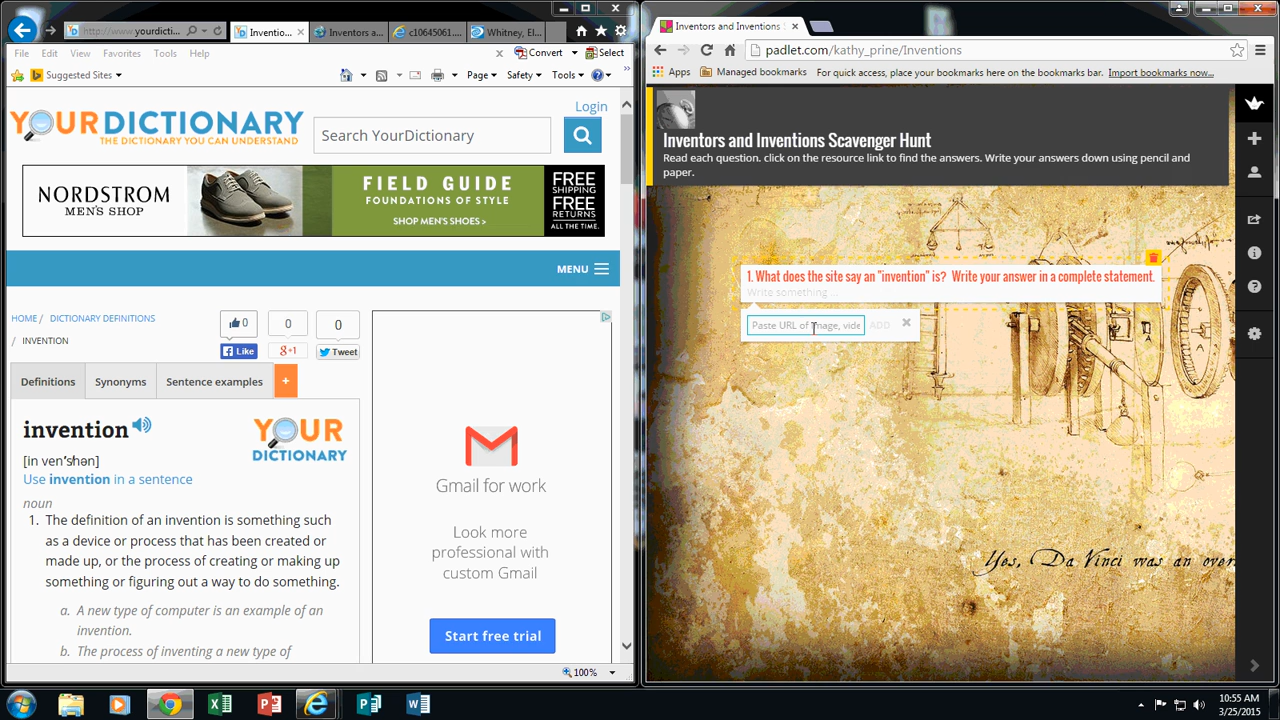 http://www.yourdicti...
Inventio...
Inventors a...
c10645061....
Whitney, El...
File Edit View Favorites Tools Help
Convert
Select
Suggested Sites
Page
Safety
Tools
Login
YOURDICTIONARY
THE DICTIONARY YOU CAN UNDERSTAND
Search YourDictionary
NORDSTROM
MEN'S SHOP
FIELD GUIDE
FOUNDATIONS OF STYLE
SHOP MEN'S SHOES >
FREE
SHIPPING
FREE
RETURNS
ALL THE TIME.
MENU
HOME / DICTIONARY DEFINITIONS
/ INVENTION
0
0
0
Like
+1
Tweet
Definitions
Synonyms
Sentence examples
+
invention
[in ven′shən]
Use invention in a sentence
noun
1. The definition of an invention is something such
as a device or process that has been created or
made up, or the process of creating or making up
something or figuring out a way to do something.
a. A new type of computer is an example of an
invention.
b. The process of inventing a new type of
YOUR
DICTIONARY
Gmail for work
Look more
professional with
custom Gmail
Start free trial
100%
Inventors and Inventions S
padlet.com/kathy_prine/Inventions
Apps
Managed bookmarks
For quick access, place your bookmarks here on the bookmarks bar.
Import bookmarks now...
Inventors and Inventions Scavenger Hunt
Read each question. click on the resource link to find the answers. Write your answers down using pencil and
paper.
1. What does the site say an "invention" is? Write your answer in a complete statement.
Write something ...
Paste URL of image, vide
ADD
Yes, Da Vinci was an over
10:55 AM
3/25/2015